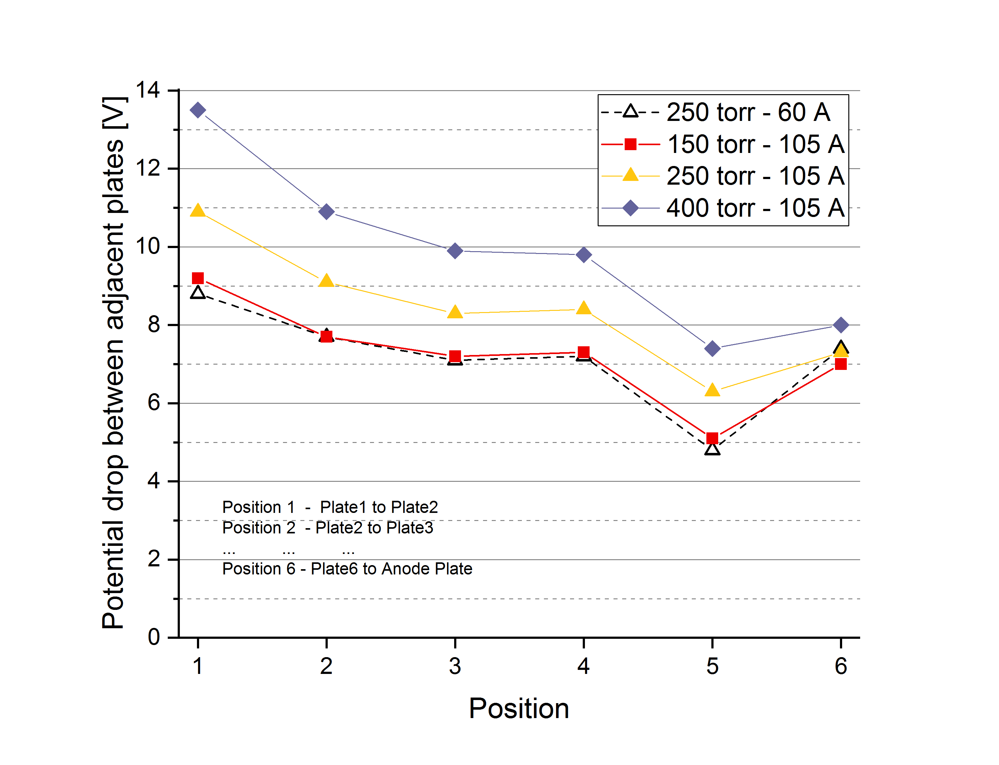 Potential drop between adjacent plates [V]
14
12
10
8
6
4
2
0
250 torr - 60 A
150 torr - 105 A
250 torr - 105 A
400 torr - 105 A
Position 1 - Plate1 to Plate2
Position 2 - Plate2 to Plate3
... ... ...
Position 6 - Plate6 to Anode Plate
1 2 3 4 5 6
Position